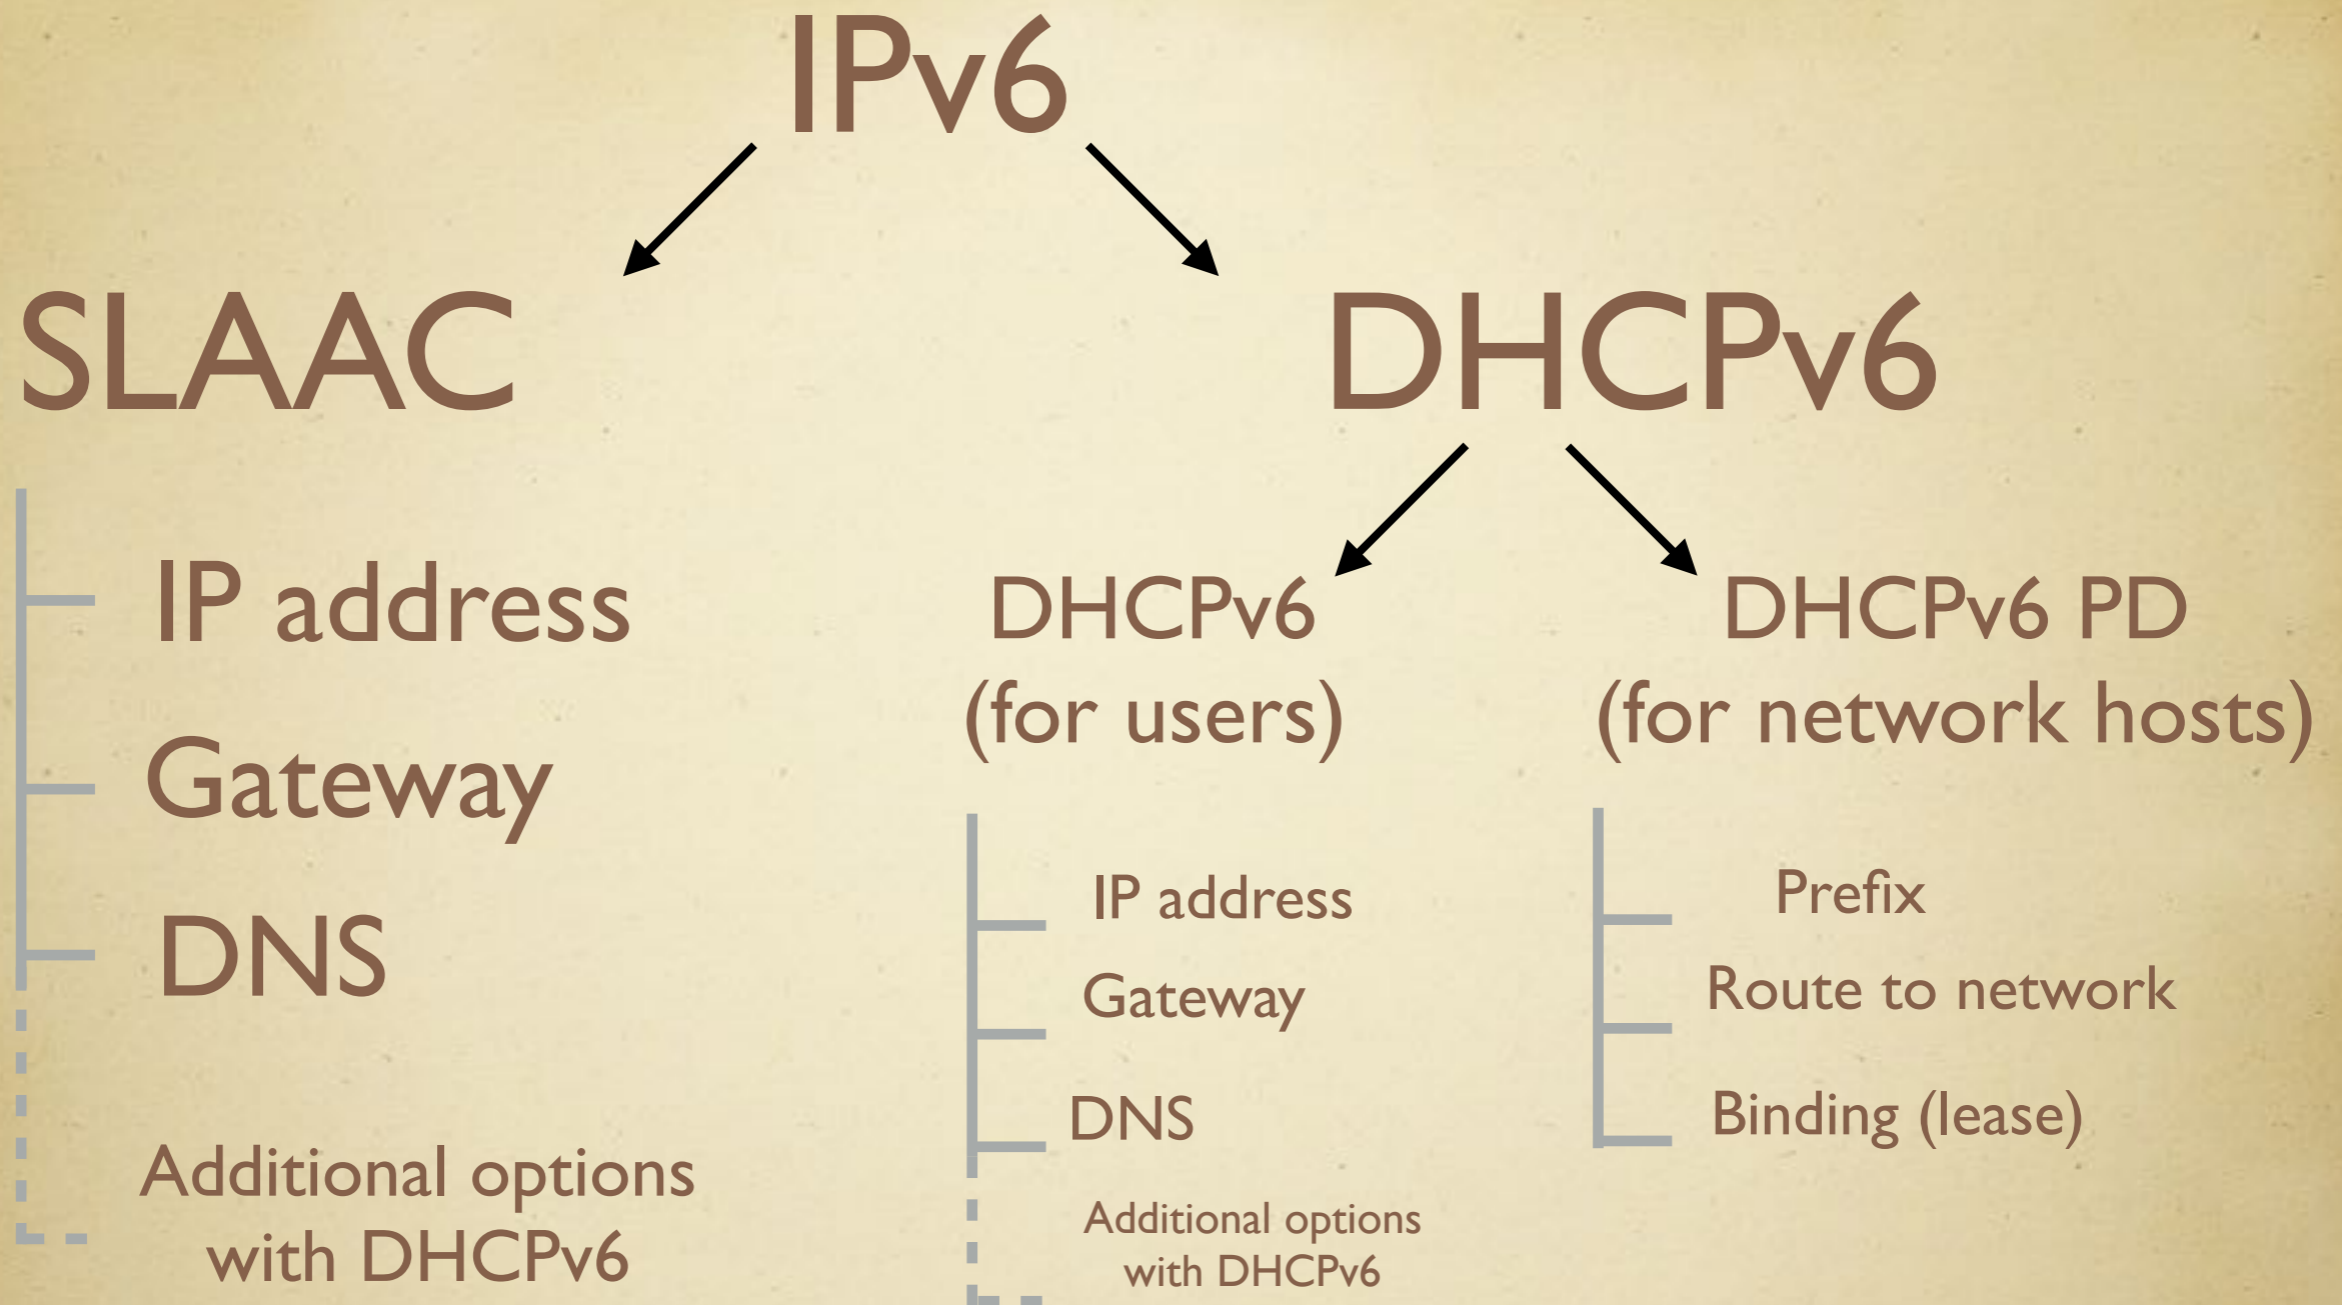 IPv6
SLAAC
IP address
Gateway
DNS
Additional options
with DHCPv6
DHCPv6
DHCPv6
(for users)
IP address
Gateway
DNS
Additional options
with DHCPv6
DHCPv6 PD
(for network hosts)
Prefix
Route to network
Binding (lease)